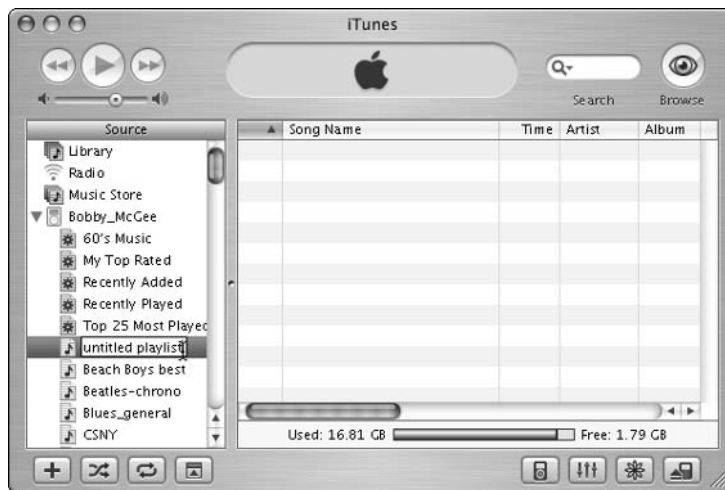 iTunes
Search
Browse
Source
Library
Radio
Music Store
Bobby_McGee
60's Music
My Top Rated
Recently Added
Recently Played
Top 25 Most Played
untitled playlist
Beach Boys best
Beatles-chrono
Blues_general
CSNY
Song Name Time Artist Album
Used: 16.81 GB Free: 1.79 GB